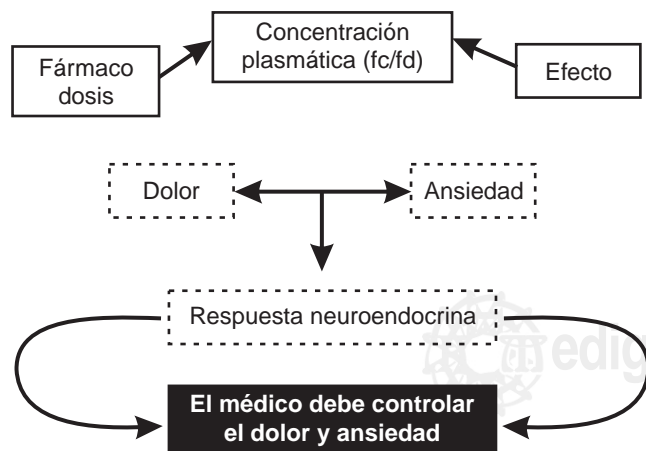 Concentración
plasmática (fc/fd)
Fármaco
dosis
Efecto
Dolor
Ansiedad
Respuesta neuroendocrina
El médico debe controlar
el dolor y ansiedad